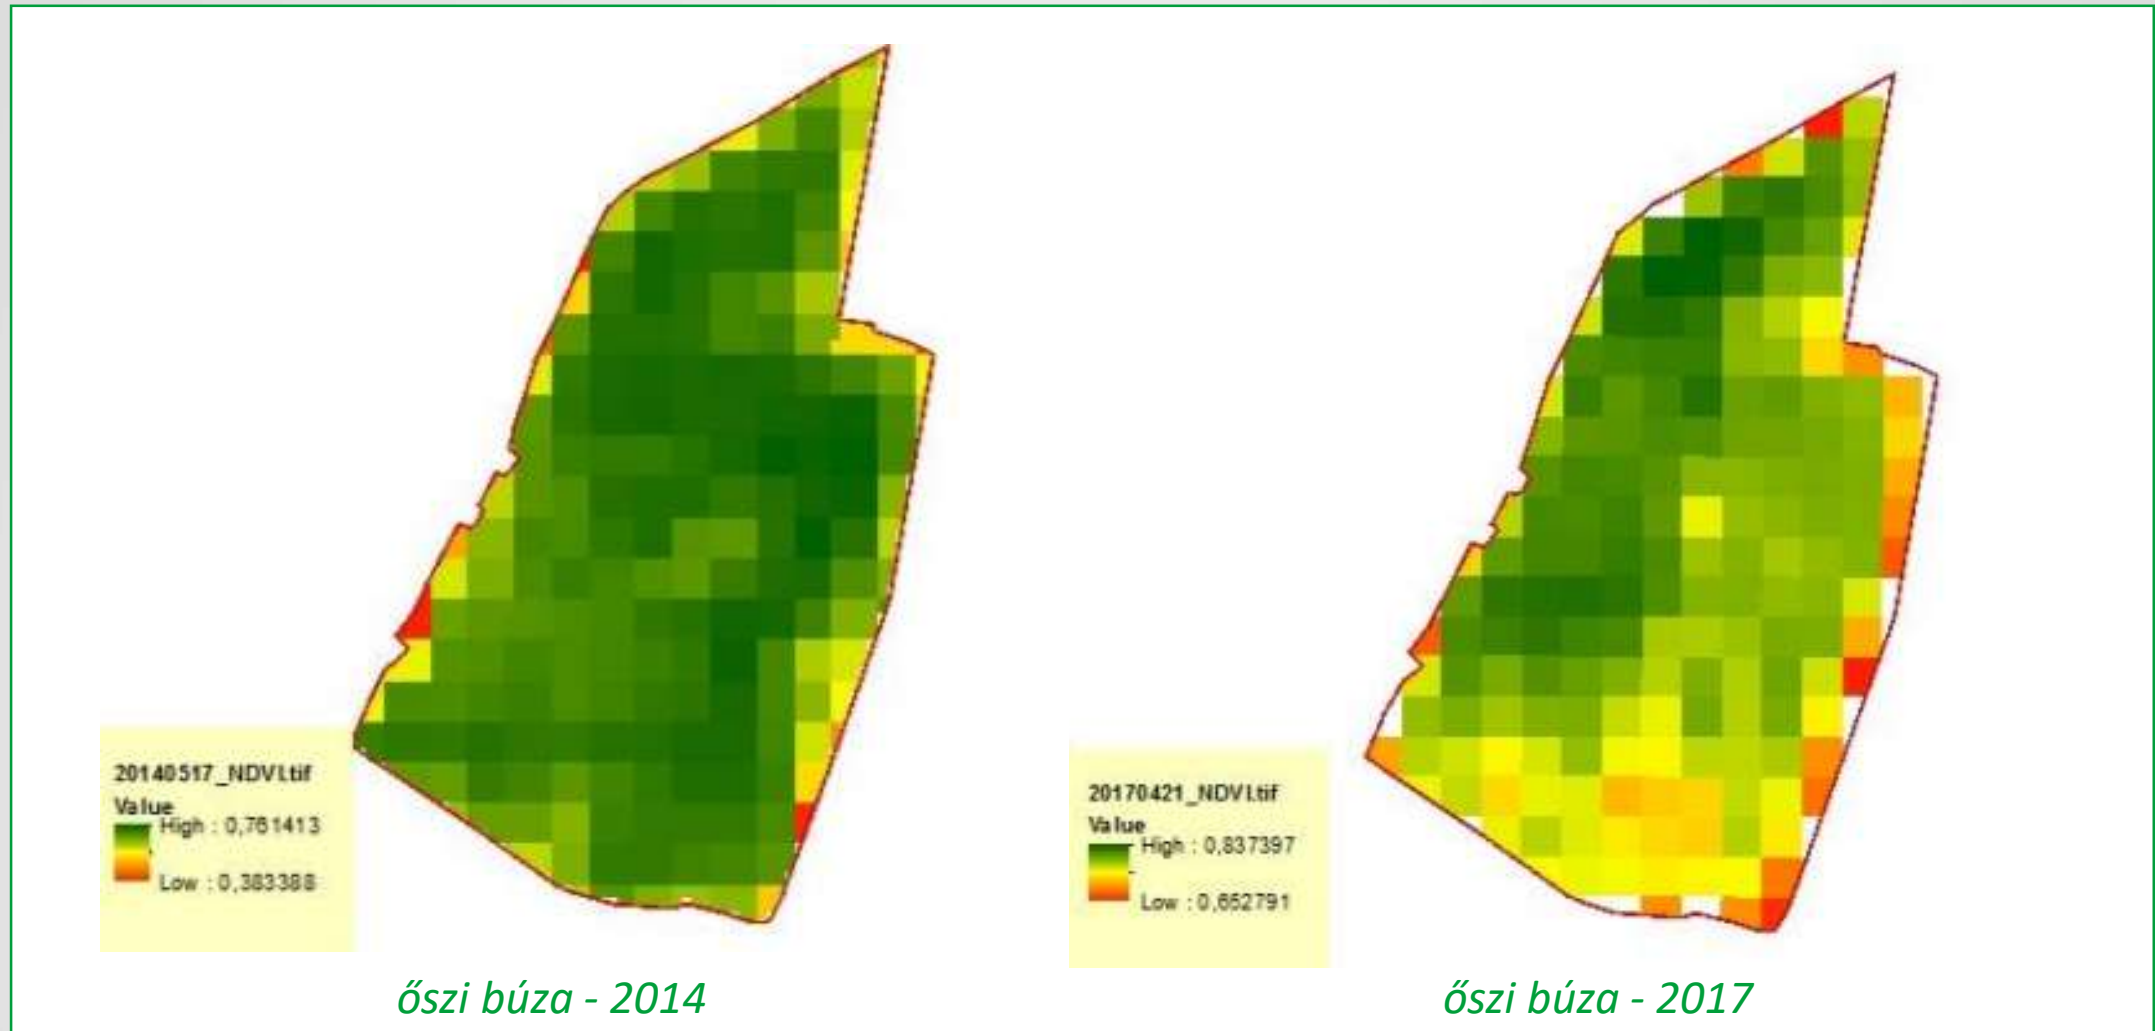 20140517_NDVI.tif
Value
High : 0,761413
Low : 0,383388
őszi búza - 2014
20170421_NDVI.tif
Value
High : 0,837397
Low : 0,652791
őszi búza - 2017